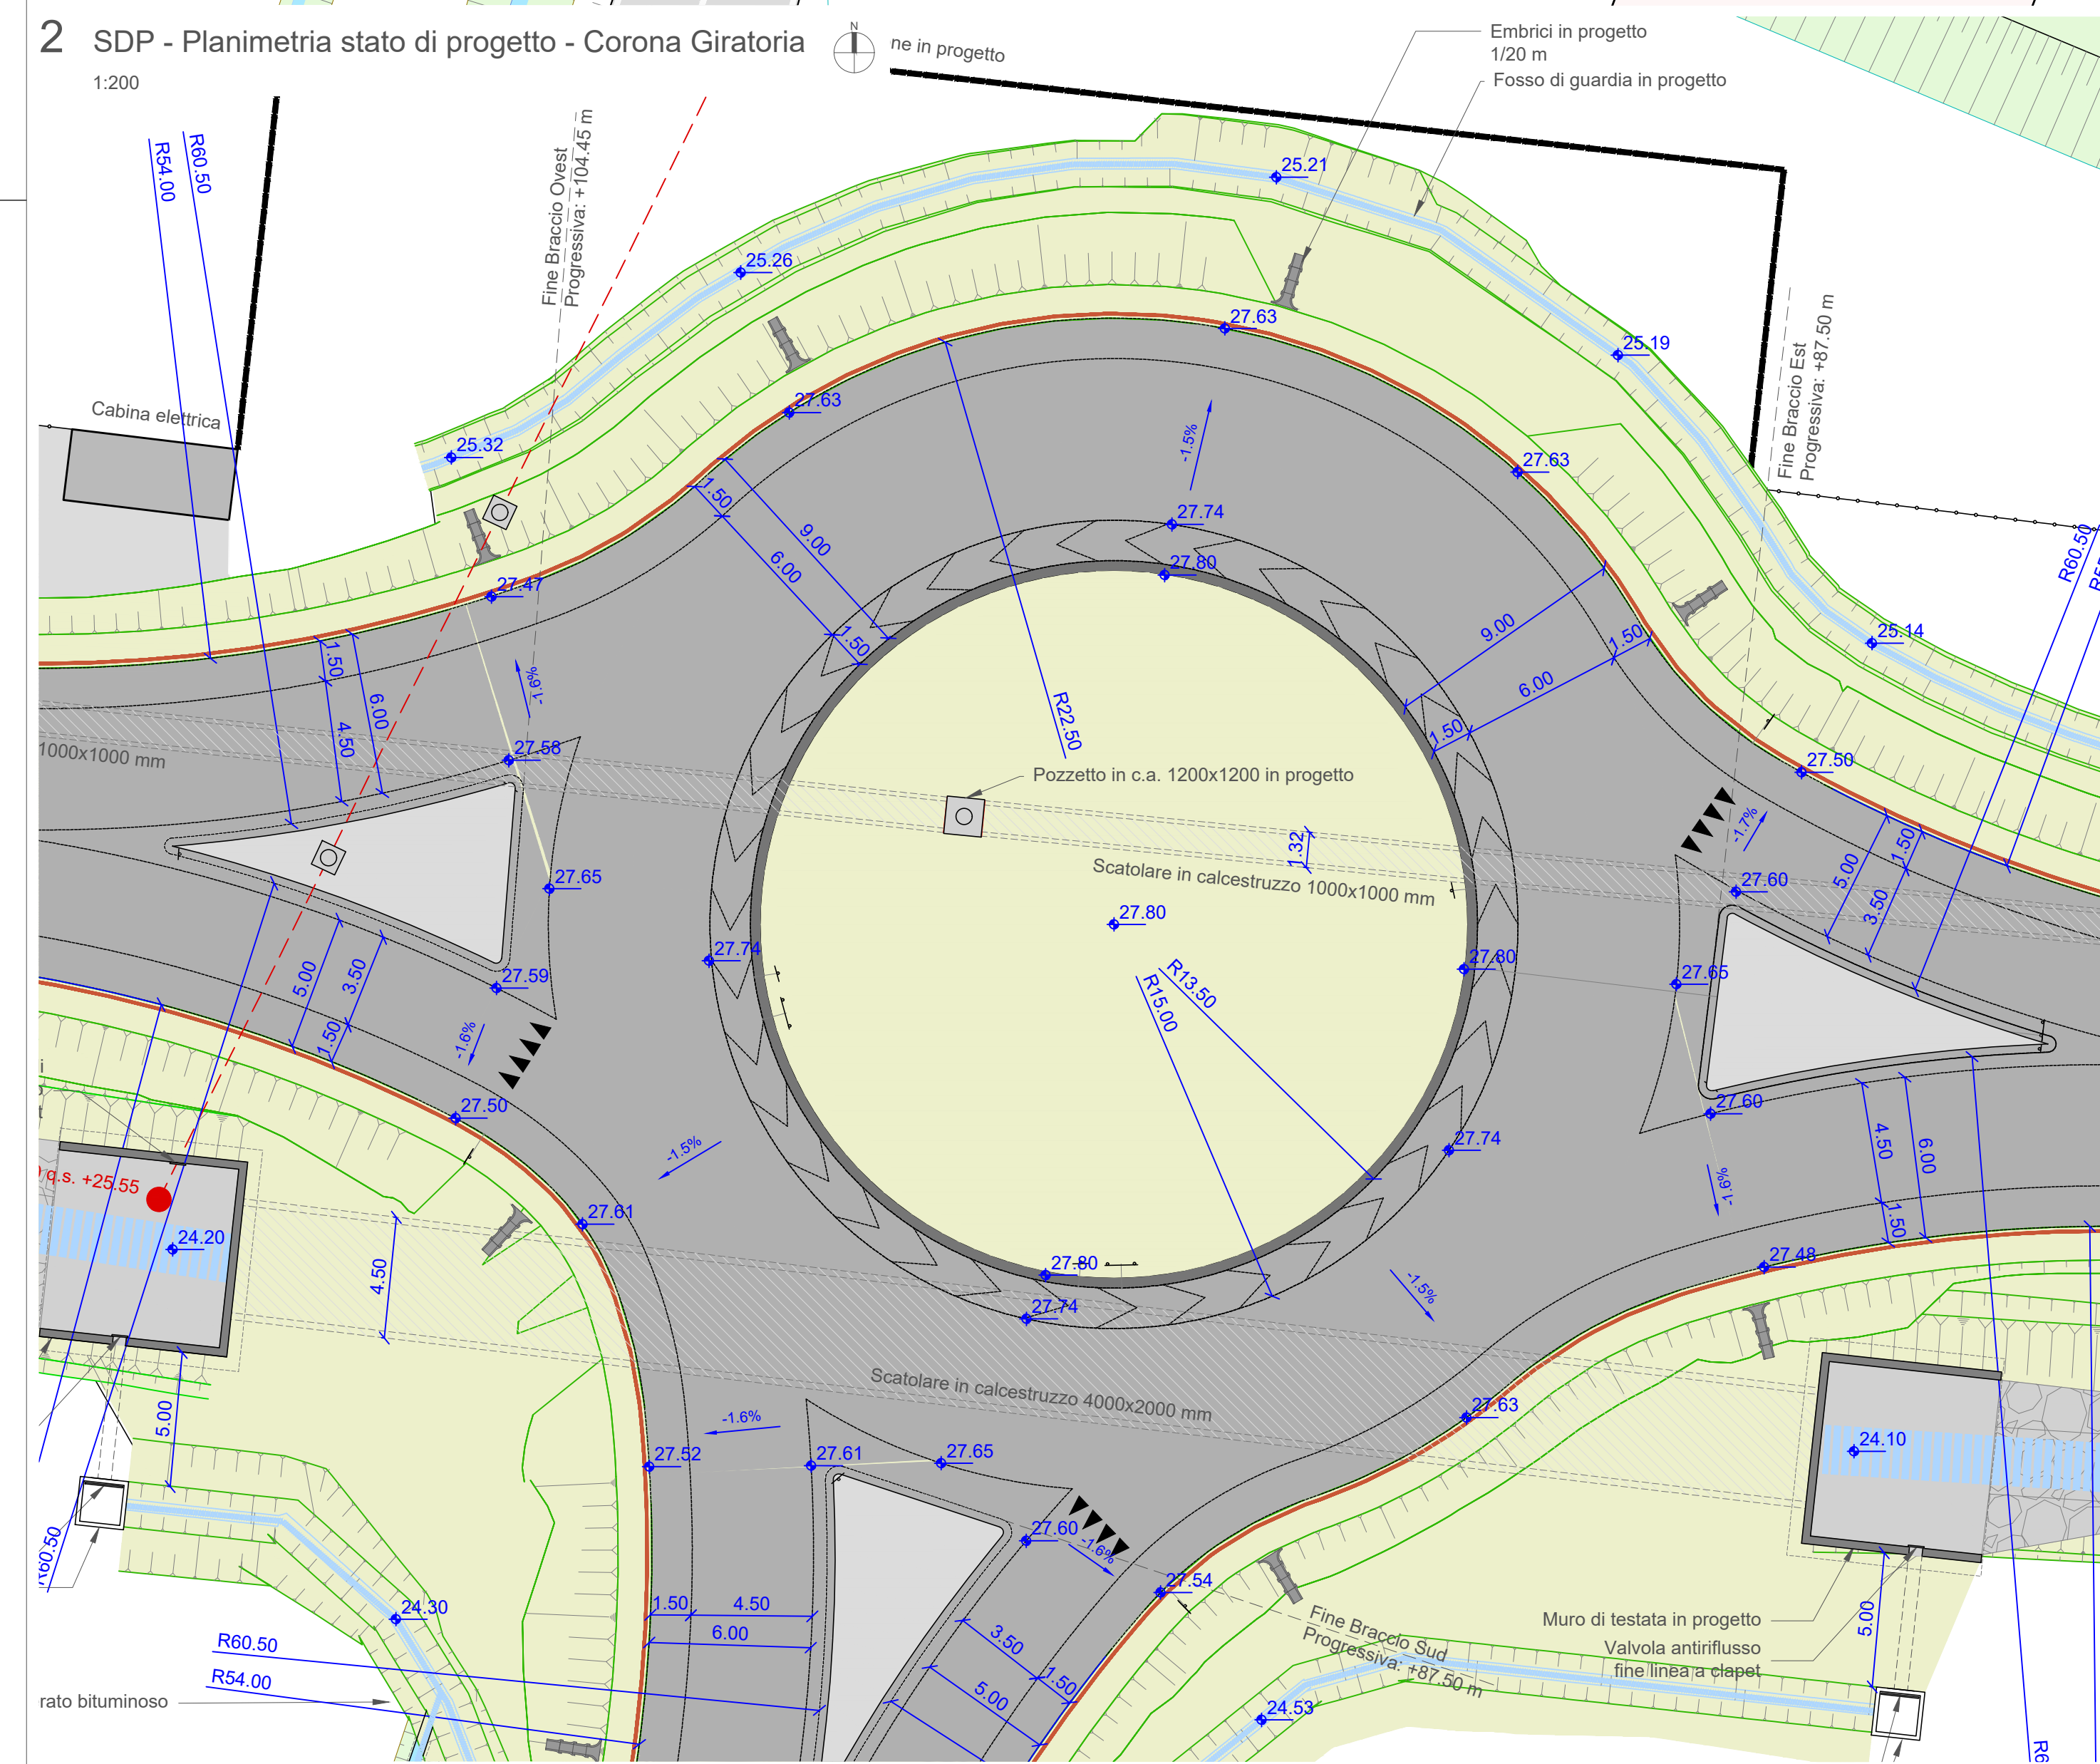 2 SDP - Planimetria stato di progetto - Corona Giratoria
1:200
N
ne in progetto
Embrici in progetto
1/20 m
Fosso di guardia in progetto
R54.00
R60.50
Fine Braccio Ovest
Progressiva: +104.45 m
25.21
25.26
25.19
25.32
25.14
Cabina elettrica
Fine Braccio Est
Progressiva: +87.50 m
27.63
27.63
27.63
-1.5%
27.74
27.80
27.47
1.50
9.00
6.00
1.50
R22.50
9.00
1.50
6.00
1.50
R60.50
1.50
6.00
4.50
-1.6%
27.58
1000x1000 mm
Pozzetto in c.a. 1200x1200 in progetto
1.32
Scatolare in calcestruzzo 1000x1000 mm
27.50
-1.7%
27.60
5.00
1.50
3.50
27.65
27.80
27.74
27.80
27.65
27.59
5.00
3.50
1.50
-1.6%
R13.50
R15.00
27.50
27.60
4.50
6.00
1.50
-1.6%
27.74
-1.5%
27.61
q.s. +25.55
24.20
4.50
27.80
27.74
-1.5%
27.48
Scatolare in calcestruzzo 4000x2000 mm
5.00
-1.6%
27.52
27.61
27.65
27.63
24.10
27.60
-1.6%
27.54
R60.50
24.30
1.50
4.50
6.00
3.50
1.50
5.00
Fine Braccio Sud
Progressiva: +87.50 m
Muro di testata in progetto
Valvola antiriflusso
fine linea a clapet
5.00
R60.50
R54.00
rato bituminoso
24.53
R6